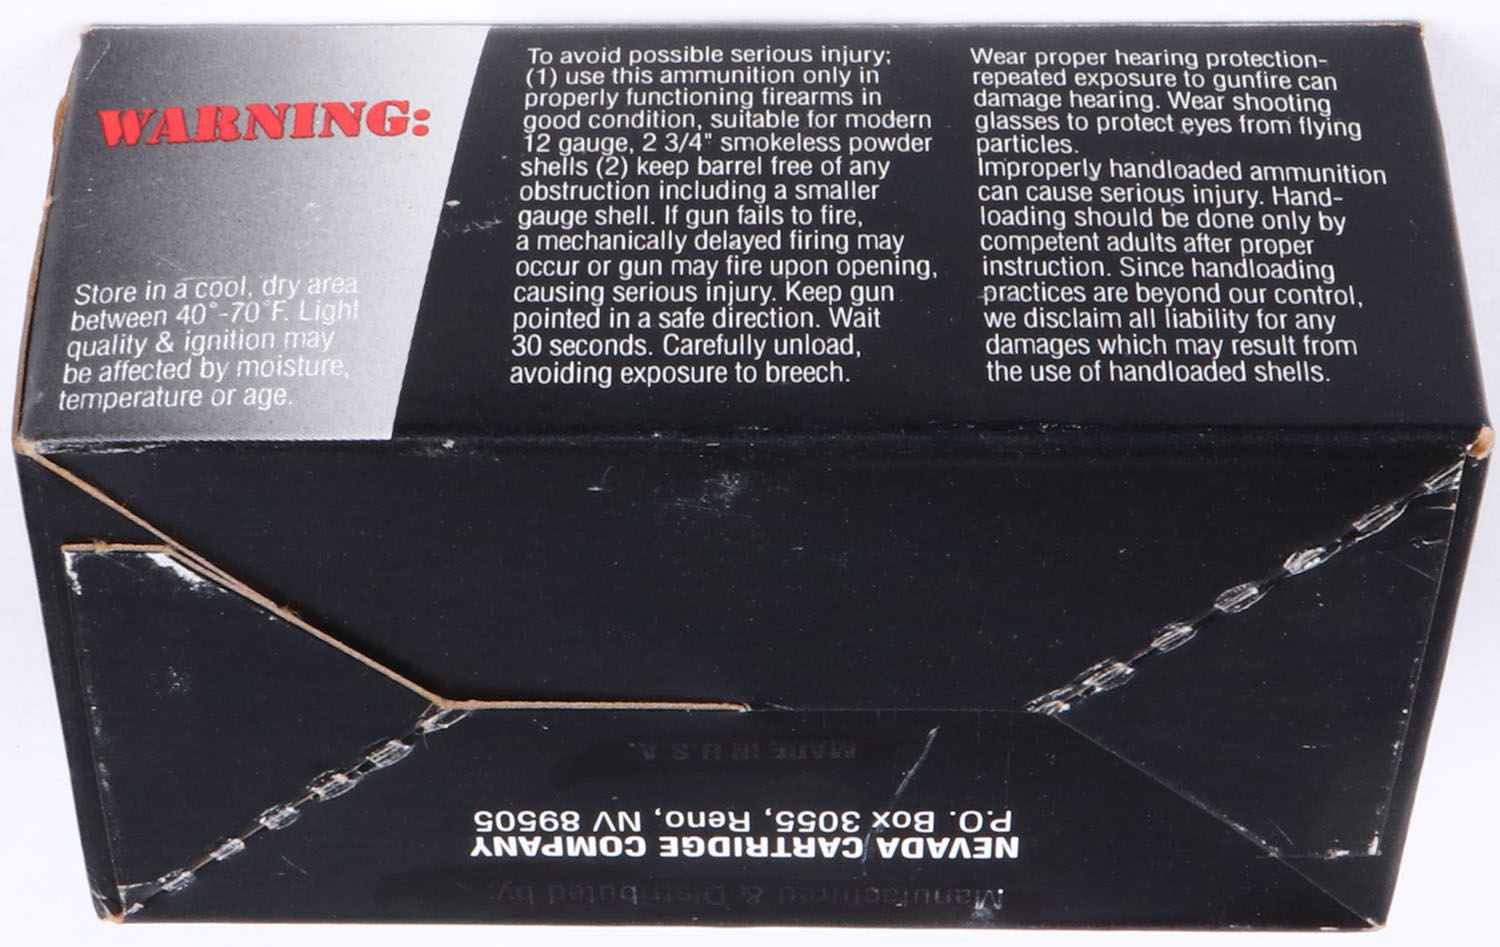 WARNING:
Store in a cool, dry area
between 40°-70°F. Light
quality & ignition may
be affected by moisture,
temperature or age.
To avoid possible serious injury;
(1) use this ammunition only in
properly functioning firearms in
good condition, suitable for modern
12 gauge, 2 3/4" smokeless powder
shells (2) keep barrel free of any
obstruction including a smaller
gauge shell. If gun fails to fire,
a mechanically delayed firing may
occur or gun may fire upon opening,
causing serious injury. Keep gun
pointed in a safe direction. Wait
30 seconds. Carefully unload,
avoiding exposure to breech.
Wear proper hearing protection-
repeated exposure to gunfire can
damage hearing. Wear shooting
glasses to protect eyes from flying
particles.
Improperly handloaded ammunition
can cause serious injury. Hand-
loading should be done only by
competent adults after proper
instruction. Since handloading
practices are beyond our control,
we disclaim all liability for any
damages which may result from
the use of handloaded shells.
Manufactured & Distributed by:
NEVADA CARTRIDGE COMPANY
P.O. Box 3055, Reno, NV 89505
MADE IN U.S.A.